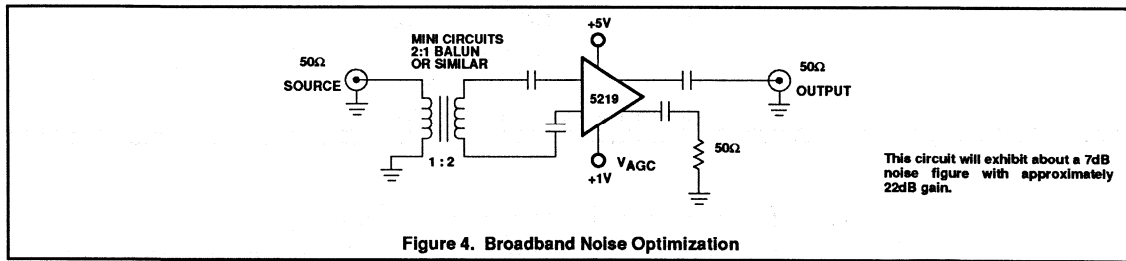 +5V
MINI CIRCUITS
2:1 BALUN
OR SIMILAR
50Ω
SOURCE
50Ω
OUTPUT
5219
1 : 2
VAGC
+1V
50Ω
This circuit will exhibit about a 7dB
noise figure with approximately
22dB gain.
Figure 4. Broadband Noise Optimization